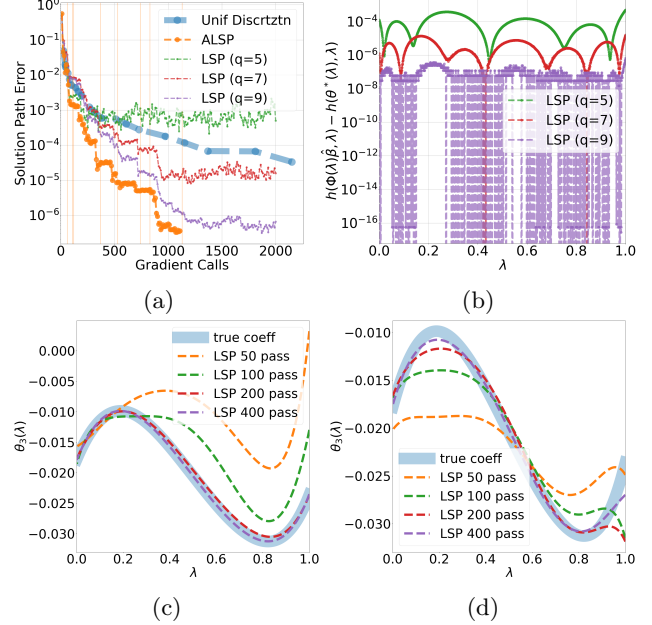 10^0
10^-1
10^-2
10^-3
10^-4
10^-5
10^-6
Solution Path Error
Unif Discrtztn
ALSP
LSP (q=5)
LSP (q=7)
LSP (q=9)
0 500 1000 1500 2000
Gradient Calls
(a)
10^-4
10^-6
10^-8
10^-10
10^-12
10^-14
10^-16
h(Φ(λ)β̂, λ) − h(θ*(λ), λ)
LSP (q=5)
LSP (q=7)
LSP (q=9)
0.0 0.2 0.4 0.6 0.8 1.0
λ
(b)
0.000
−0.005
−0.010
−0.015
−0.020
−0.025
−0.030
θ₃(λ)
true coeff
LSP 50 pass
LSP 100 pass
LSP 200 pass
LSP 400 pass
0.0 0.2 0.4 0.6 0.8 1.0
λ
(c)
−0.010
−0.015
−0.020
−0.025
−0.030
θ₃(λ)
true coeff
LSP 50 pass
LSP 100 pass
LSP 200 pass
LSP 400 pass
0.0 0.2 0.4 0.6 0.8 1.0
λ
(d)